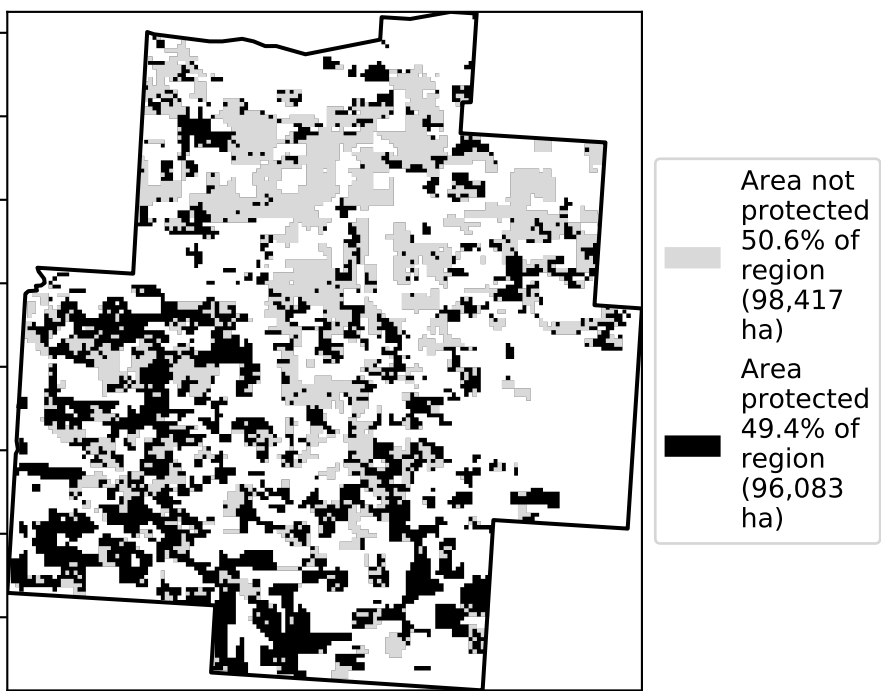 Area not
protected
50.6% of
region
(98,417
ha)
Area
protected
49.4% of
region
(96,083
ha)